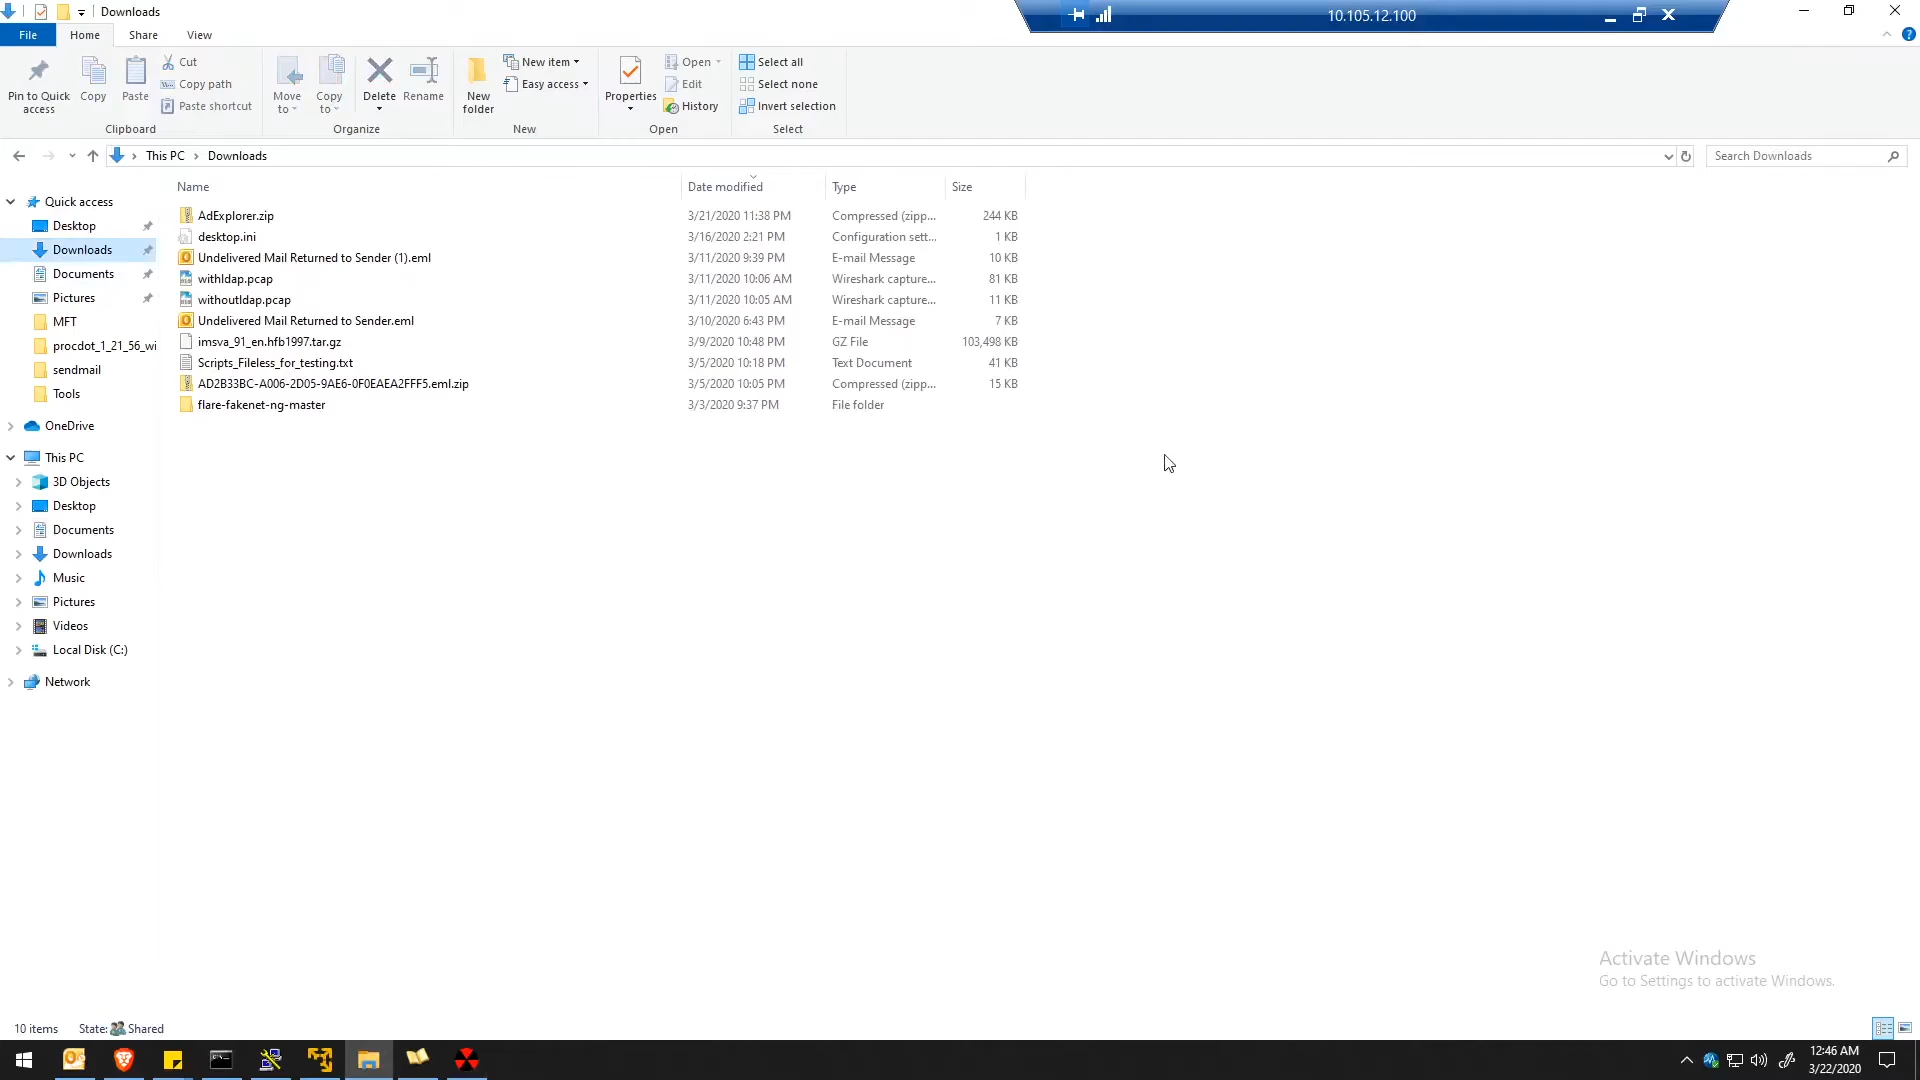 Downloads
10.105.12.100
File Home Share View
Pin to Quick access
Copy
Paste
Cut
Copy path
Paste shortcut
Clipboard
Move to
Copy to
Delete
Rename
Organize
New folder
New item
Easy access
New
Properties
Open
Edit
History
Open
Select all
Select none
Invert selection
Select
This PC › Downloads
Search Downloads
Name Date modified Type Size
AdExplorer.zip 3/21/2020 11:38 PM Compressed (zipp... 244 KB
desktop.ini 3/16/2020 2:21 PM Configuration sett... 1 KB
Undelivered Mail Returned to Sender (1).eml 3/11/2020 9:39 PM E-mail Message 10 KB
withldap.pcap 3/11/2020 10:06 AM Wireshark capture... 81 KB
withoutldap.pcap 3/11/2020 10:05 AM Wireshark capture... 11 KB
Undelivered Mail Returned to Sender.eml 3/10/2020 6:43 PM E-mail Message 7 KB
imsva_91_en.hfb1997.tar.gz 3/9/2020 10:48 PM GZ File 103,498 KB
Scripts_Fileless_for_testing.txt 3/5/2020 10:18 PM Text Document 41 KB
AD2B33BC-A006-2D05-9AE6-0F0EAEA2FFF5.eml.zip 3/5/2020 10:05 PM Compressed (zipp... 15 KB
flare-fakenet-ng-master 3/3/2020 9:37 PM File folder
Quick access
Desktop
Downloads
Documents
Pictures
MFT
procdot_1_21_56_wi
sendmail
Tools
OneDrive
This PC
3D Objects
Desktop
Documents
Downloads
Music
Pictures
Videos
Local Disk (C:)
Network
Activate Windows
Go to Settings to activate Windows.
10 items State: Shared
12:46 AM
3/22/2020